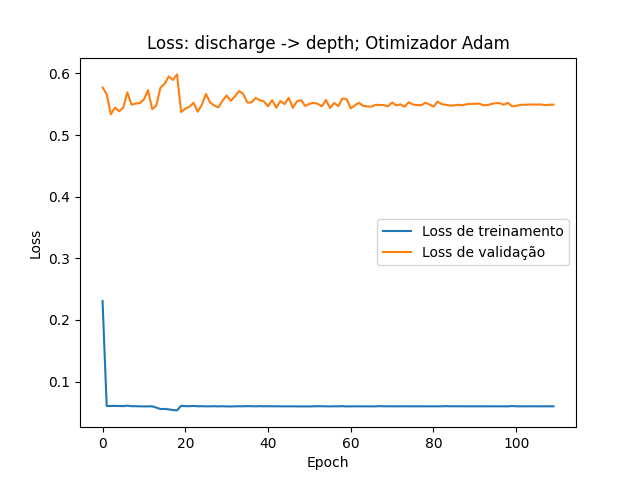 Loss: discharge -> depth; Otimizador Adam
0.6
0.5
0.4
0.3
0.2
0.1
Loss
Loss de treinamento
Loss de validação
0 20 40 60 80 100
Epoch